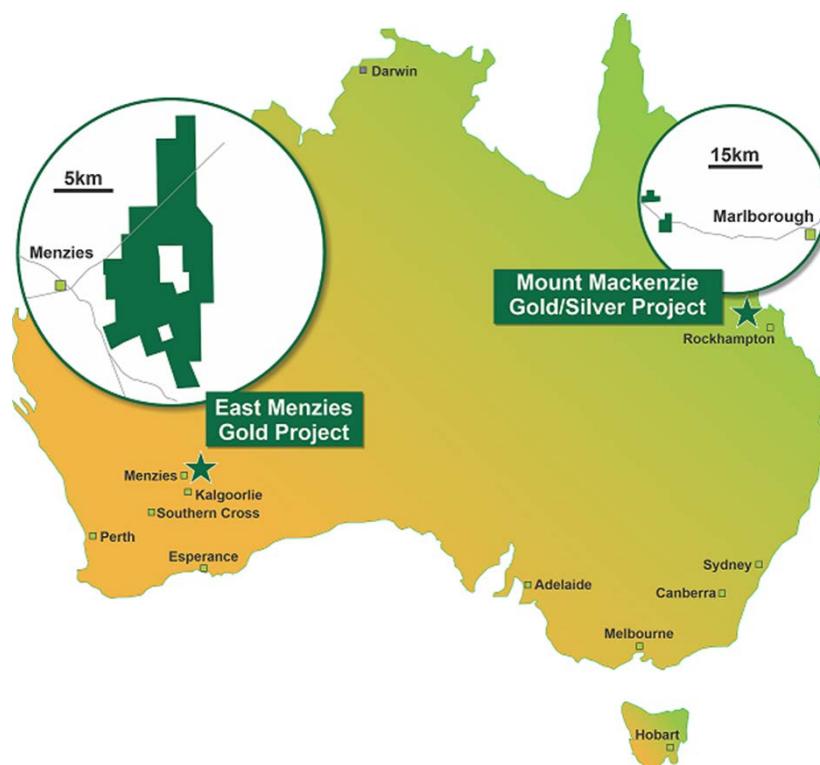 Darwin
5km
Menzies
15km
Marlborough
Mount Mackenzie
Gold/Silver Project
Rockhampton
East Menzies
Gold Project
Menzies
Kalgoorlie
Southern Cross
Perth
Esperance
Adelaide
Sydney
Canberra
Melbourne
Hobart